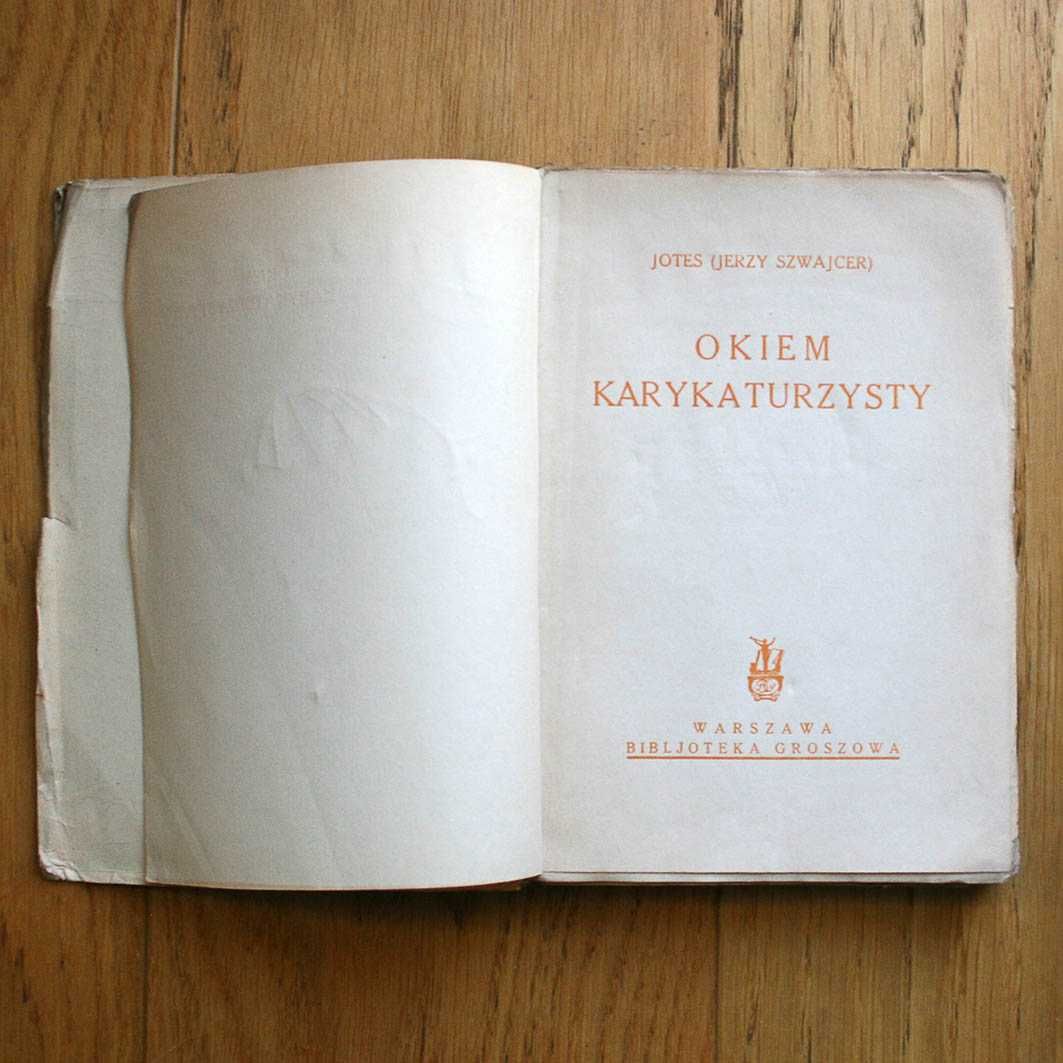 JOTES (JERZY SZWAJCER)
OKIEM
KARYKATURZYSTY
WARSZAWA
BIBLJOTEKA GROSZOWA